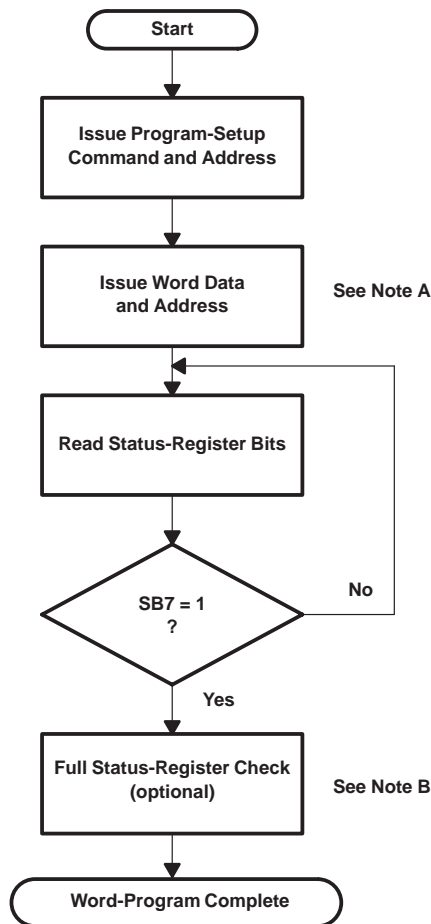 Start
Issue Program-Setup
Command and Address
Issue Word Data
and Address
See Note A
Read Status-Register Bits
SB7 = 1
?
No
Yes
Full Status-Register Check
(optional)
See Note B
Word-Program Complete